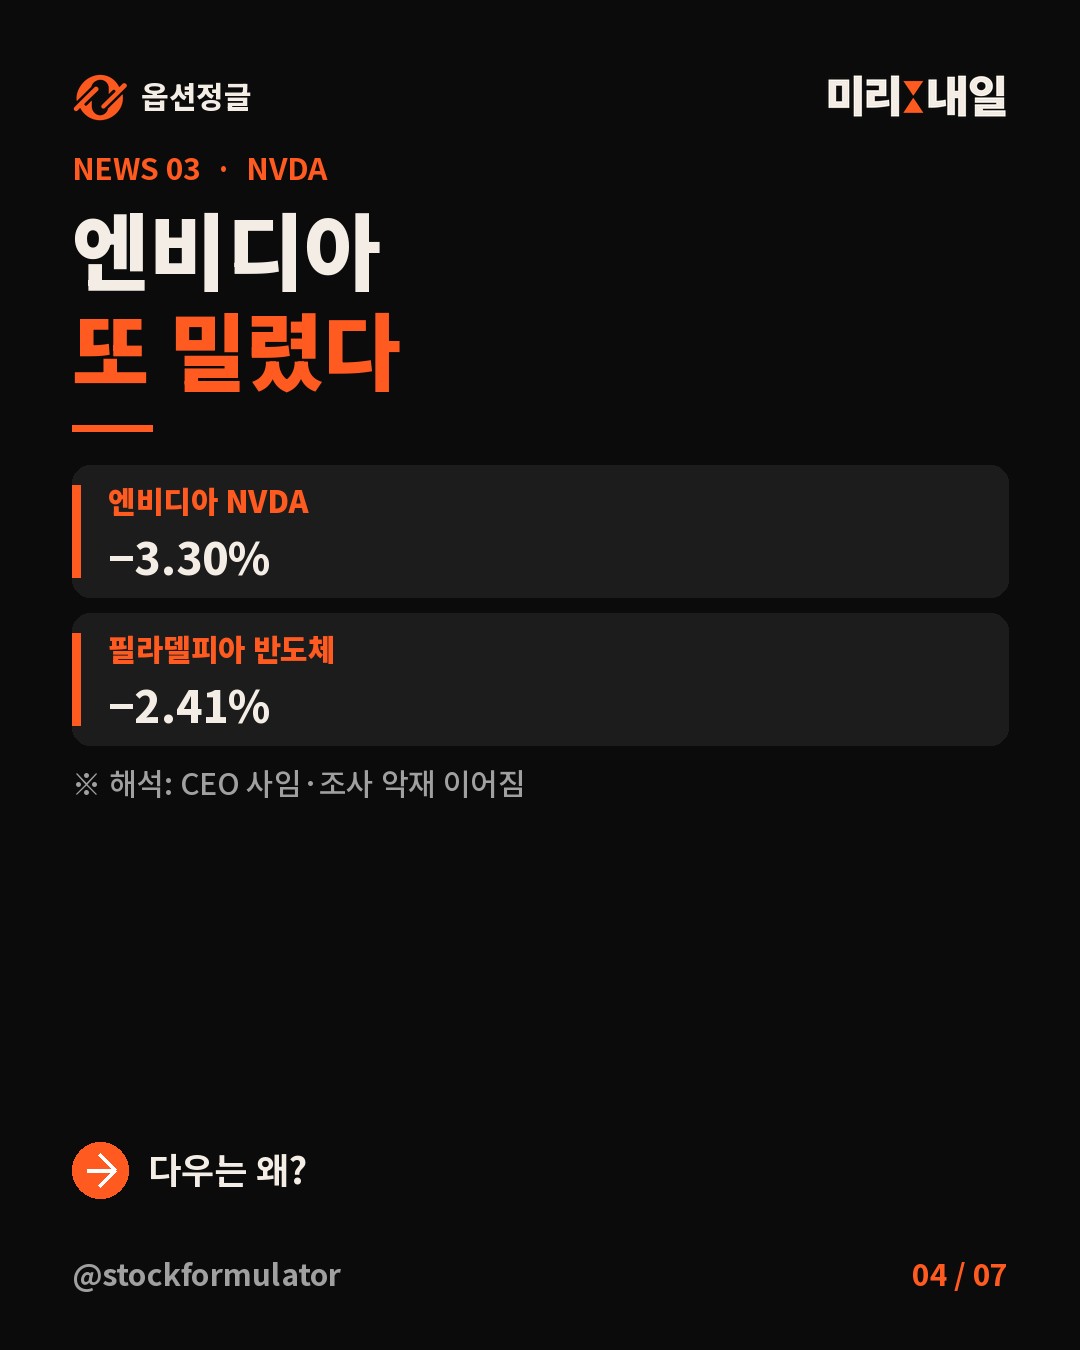 옵션정글
미리내일
NEWS 03 · NVDA
엔비디아
또 밀렸다
엔비디아 NVDA
−3.30%
필라델피아 반도체
−2.41%
※ 해석: CEO 사임·조사 악재 이어짐
다우는 왜?
@stockformulator
04 / 07